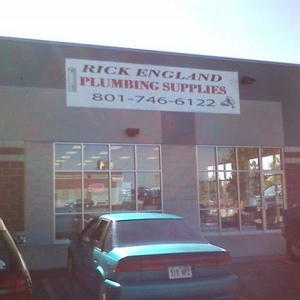 RICK ENGLAND
PLUMBING SUPPLIES
801-746-6122